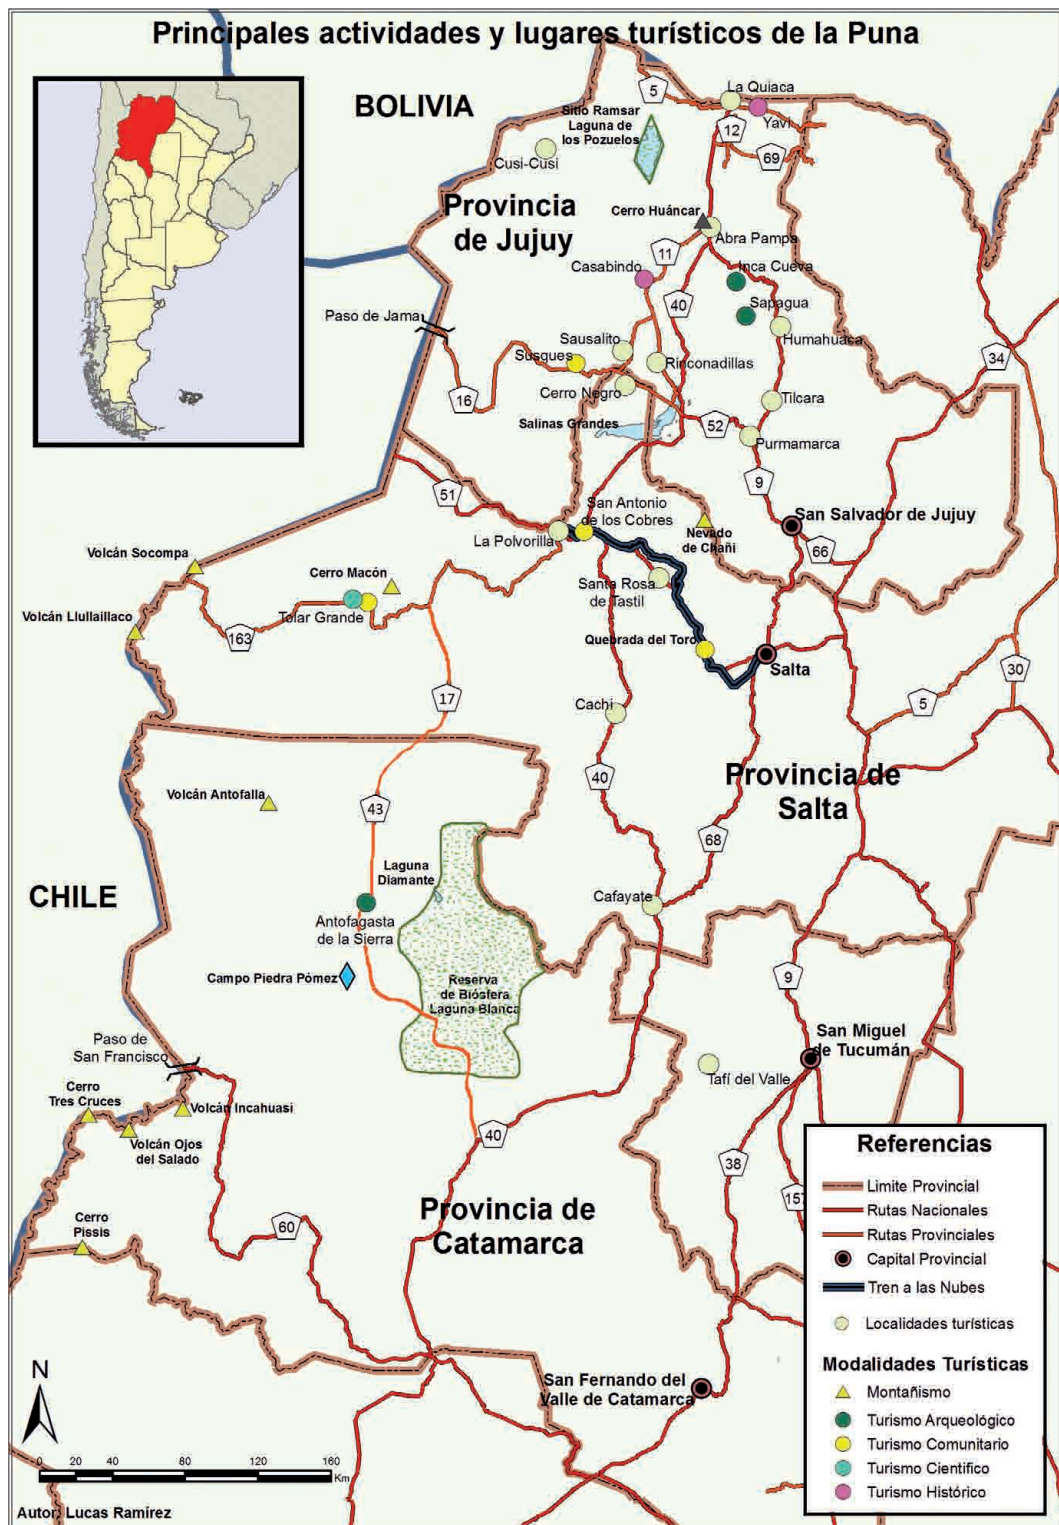 Principales actividades y lugares turísticos de la Puna
BOLIVIA
5
La Quiaca
Sitio Ramsar
Laguna de
los Pozuelos
Yavi
12
69
Cusi-Cusi
Provincia
de Jujuy
Cerro Huáncar
Abra Pampa
11
Casabindo
Inca Cueva
40
Sapagua
Paso de Jama
Humahuaca
Sausalito
Susques
Rinconadillas
34
Cerro Negro
16
Tilcara
Salinas Grandes
52
Purmamarca
9
51
San Antonio
de los Cobres
San Salvador de Jujuy
La Polvorilla
Nevado
de Chañi
66
Volcán Socompa
Cerro Macón
Santa Rosa
de Tastil
Tolar Grande
Volcán Llullaillaco
163
Quebrada del Toro
Salta
30
17
Cachi
5
40
Provincia de
Salta
Volcán Antofalla
43
68
Laguna
Diamante
CHILE
Cafayate
Antofagasta
de la Sierra
Campo Piedra Pómez
Reserva
de Biósfera
Laguna Blanca
9
San Miguel
de Tucumán
Paso de
San Francisco
Tafí del Valle
Cerro
Tres Cruces
Volcán Incahuasi
Volcán Ojos
del Salado
40
38
157
Cerro
Pissis
60
Provincia de
Catamarca
San Fernando del
Valle de Catamarca
Referencias
Limite Provincial
Rutas Nacionales
Rutas Provinciales
Capital Provincial
Tren a las Nubes
Localidades turísticas
Modalidades Turísticas
Montañismo
Turismo Arqueológico
Turismo Comunitario
Turismo Cientifico
Turismo Histórico
N
0 20 40 80 120 160
Km
Autor: Lucas Ramírez